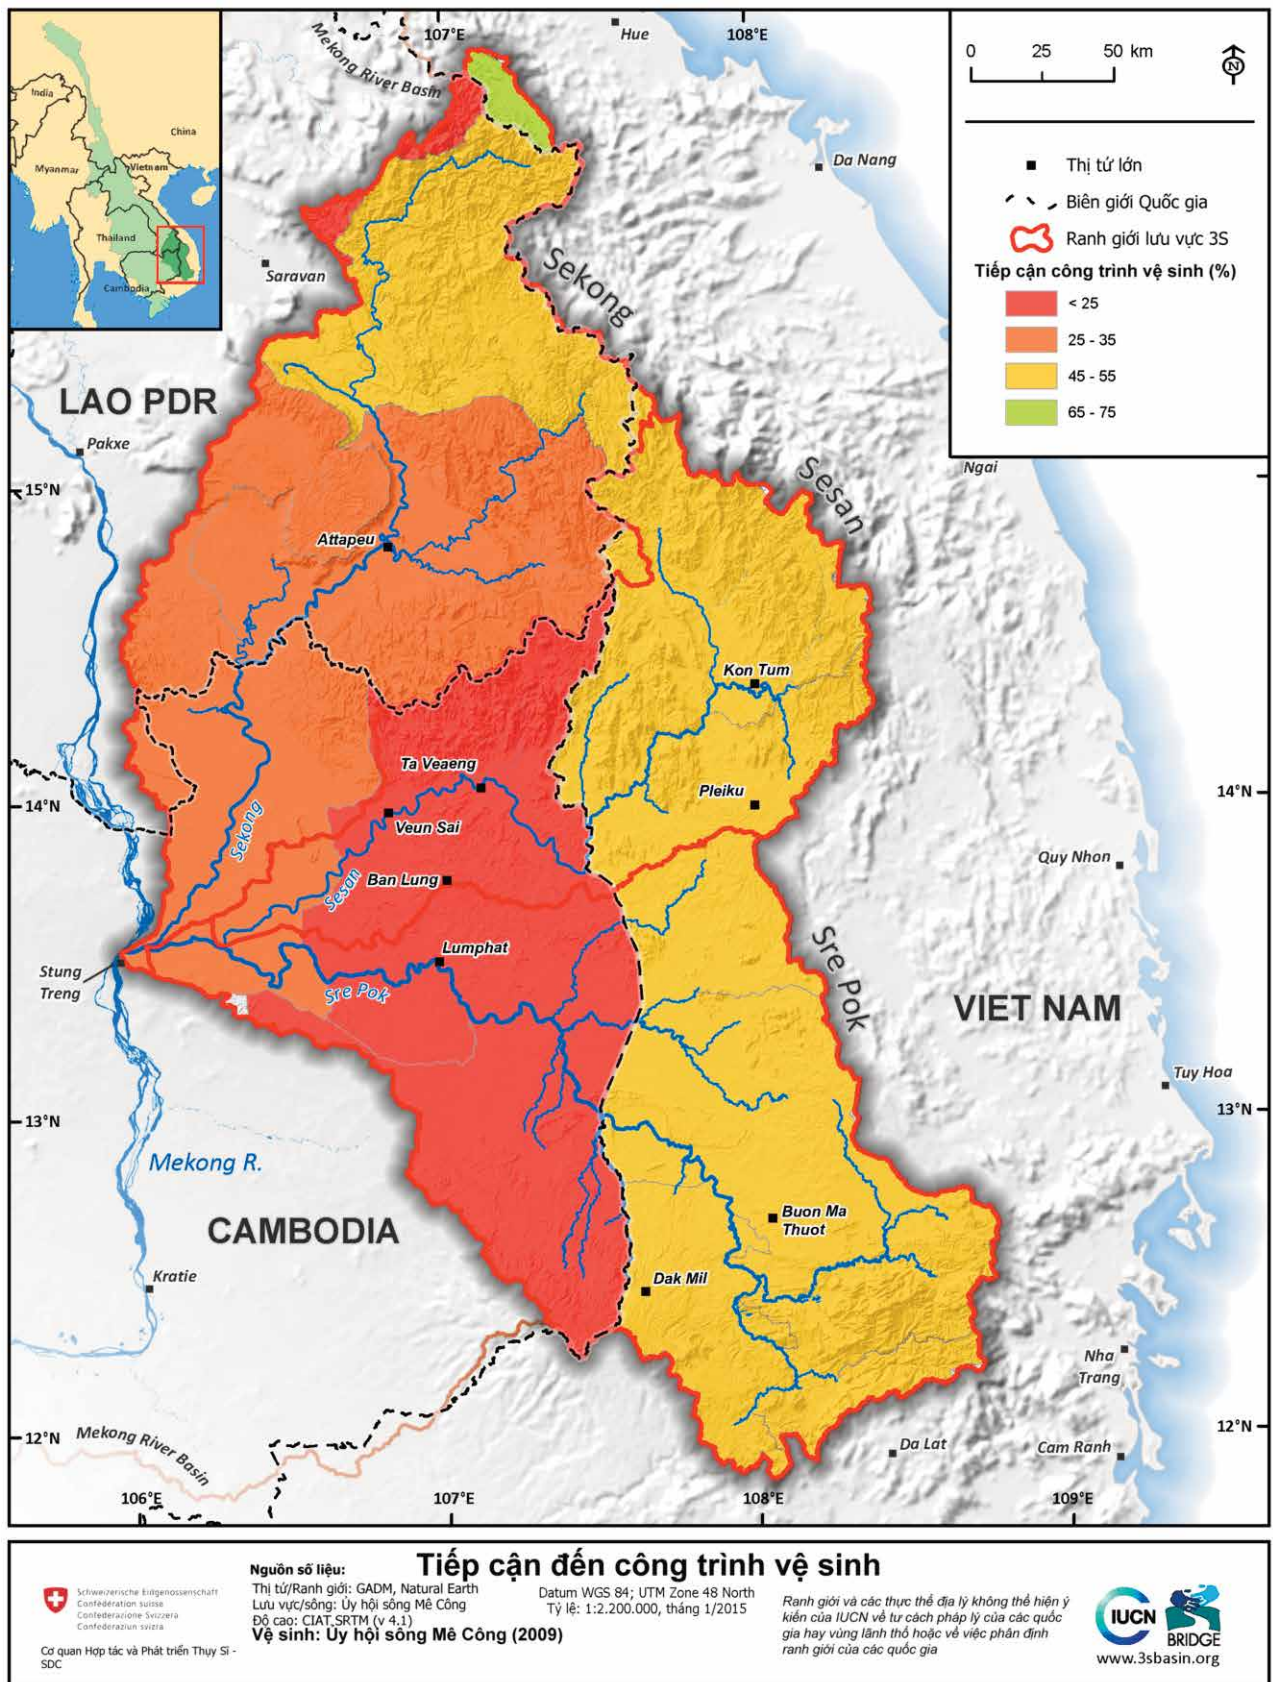 107°E
108°E
Hue
Mekong River Basin
0 25 50 km
N
India
China
Myanmar
Vietnam
Thailand
Cambodia
Da Nang
Thị tứ lớn
Biên giới Quốc gia
Ranh giới lưu vực 3S
Tiếp cận công trình vệ sinh (%)
< 25
25 - 35
45 - 55
65 - 75
Saravan
Sekong
LAO PDR
Pakxe
Ngai
15°N
Sesan
Attapeu
Kon Tum
Ta Veaeng
Pleiku
14°N
14°N
Veun Sai
Sekong
Quy Nhon
Ban Lung
Sesan
Lumphat
Stung
Treng
Sre Pok
Sre Pok
VIET NAM
Tuy Hoa
13°N
13°N
Mekong R.
CAMBODIA
Buon Ma
Thuot
Kratie
Dak Mil
Nha
Trang
12°N
12°N
Mekong River Basin
Da Lat
Cam Ranh
106°E
107°E
108°E
109°E
Tiếp cận đến công trình vệ sinh
Schweizerische Eidgenossenschaft
Confédération suisse
Confederazione Svizzera
Confederaziun svizra
Cơ quan Hợp tác và Phát triển Thụy Sĩ -
SDC
Nguồn số liệu:
Thị tứ/Ranh giới: GADM, Natural Earth
Lưu vực/sông: Ủy hội sông Mê Công
Độ cao: CIAT,SRTM (v 4.1)
Vệ sinh: Ủy hội sông Mê Công (2009)
Datum WGS 84; UTM Zone 48 North
Tỷ lệ: 1:2.200.000, tháng 1/2015
Ranh giới và các thực thể địa lý không thể hiện ý
kiến của IUCN về tư cách pháp lý của các quốc
gia hay vùng lãnh thổ hoặc về việc phân định
ranh giới của các quốc gia
IUCN
BRIDGE
www.3sbasin.org